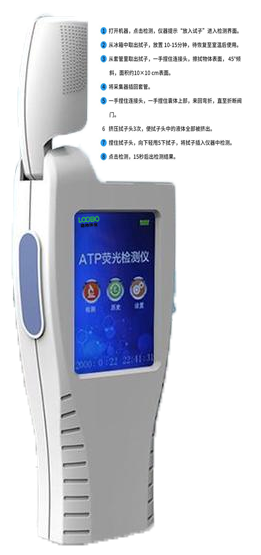 1 打开机器，点击检测，仪器提示“放入试子”进入检测界面。
2 从冰箱中取出拭子，放置 10-15分钟，待恢复至室温后使用。
3 从套管里取出拭子，一手捏住连接头，擦拭物体表面，45°倾
斜，面积约10×10 cm表面。
4 将采集器插回套管。
5 一手捏住连接头，一手捏住囊体上部，来回弯折，直至折断阀
门。
6 挤压拭子头3次，使拭子头中的液体全部被挤出。
7 捏住拭子头，向下轻甩5下拭子，将拭子插入仪器中检测。
8 点击检测，15秒后出检测结果。
LOOBO
ATP荧光检测仪
检测 历史 设置
22:41:31